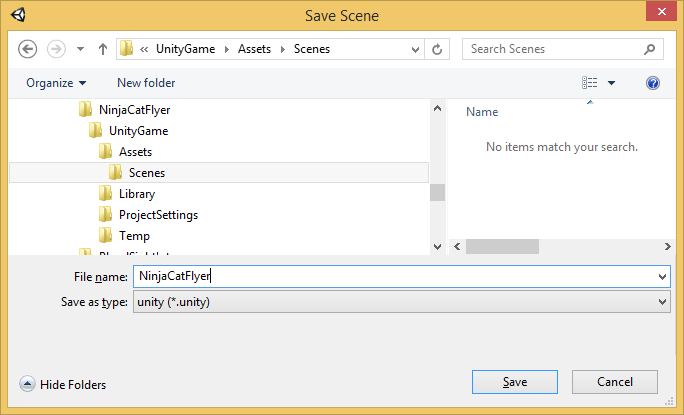 Save Scene
« UnityGame Assets Scenes
Search Scenes
Organize New folder
NinjaCatFlyer
UnityGame
Assets
Scenes
Library
ProjectSettings
Temp
Name
No items match your search.
File name: NinjaCatFlyer
Save as type: unity (*.unity)
Hide Folders
Save Cancel